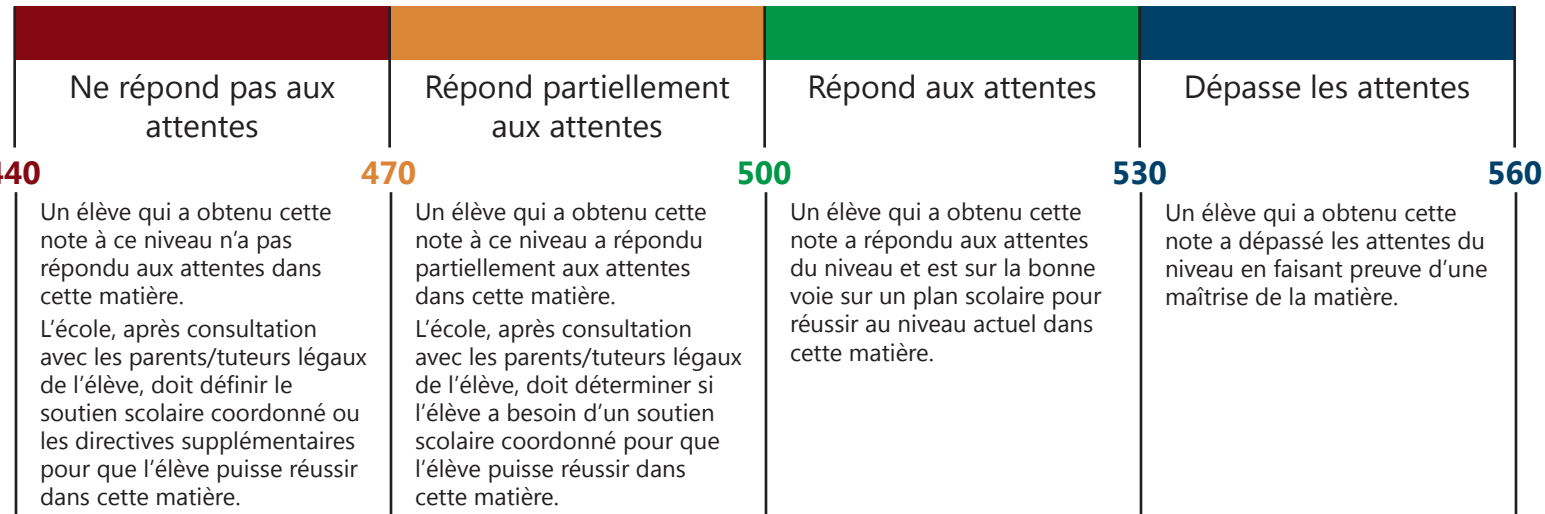 Ne répond pas aux
attentes
Répond partiellement
aux attentes
Répond aux attentes
Dépasse les attentes
440
470
500
530
560
Un élève qui a obtenu cette
note à ce niveau n’a pas
répondu aux attentes dans
cette matière.
L’école, après consultation
avec les parents/tuteurs légaux
de l’élève, doit définir le
soutien scolaire coordonné ou
les directives supplémentaires
pour que l’élève puisse réussir
dans cette matière.
Un élève qui a obtenu cette
note à ce niveau a répondu
partiellement aux attentes
dans cette matière.
L’école, après consultation
avec les parents/tuteurs légaux
de l’élève, doit déterminer si
l’élève a besoin d’un soutien
scolaire coordonné pour que
l’élève puisse réussir dans
cette matière.
Un élève qui a obtenu cette
note a répondu aux attentes
du niveau et est sur la bonne
voie sur un plan scolaire pour
réussir au niveau actuel dans
cette matière.
Un élève qui a obtenu cette
note a dépassé les attentes du
niveau en faisant preuve d’une
maîtrise de la matière.